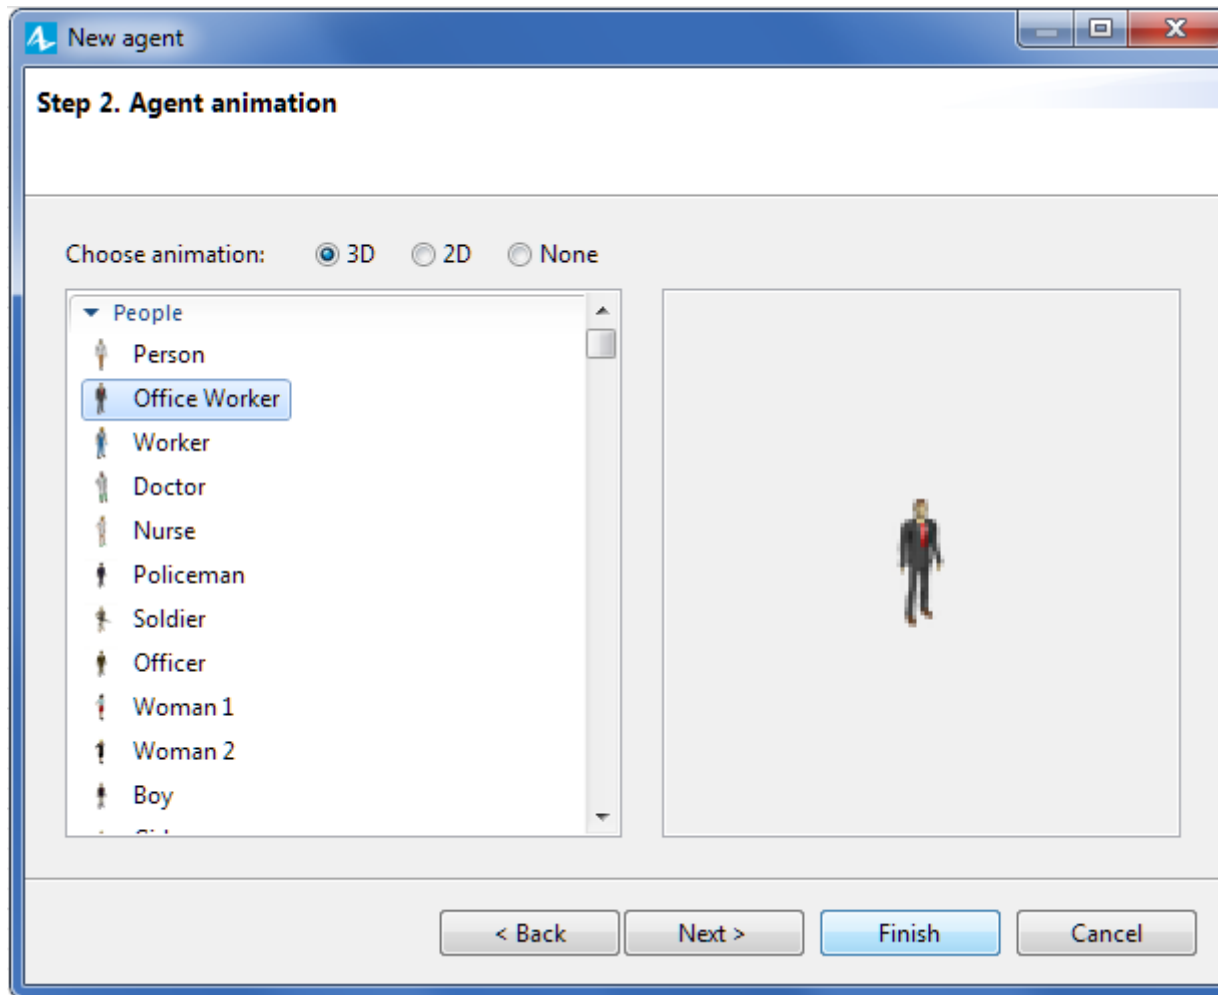 New agent
Step 2. Agent animation
Choose animation: 3D 2D None
People
Person
Office Worker
Worker
Doctor
Nurse
Policeman
Soldier
Officer
Woman 1
Woman 2
Boy
< Back Next > Finish Cancel